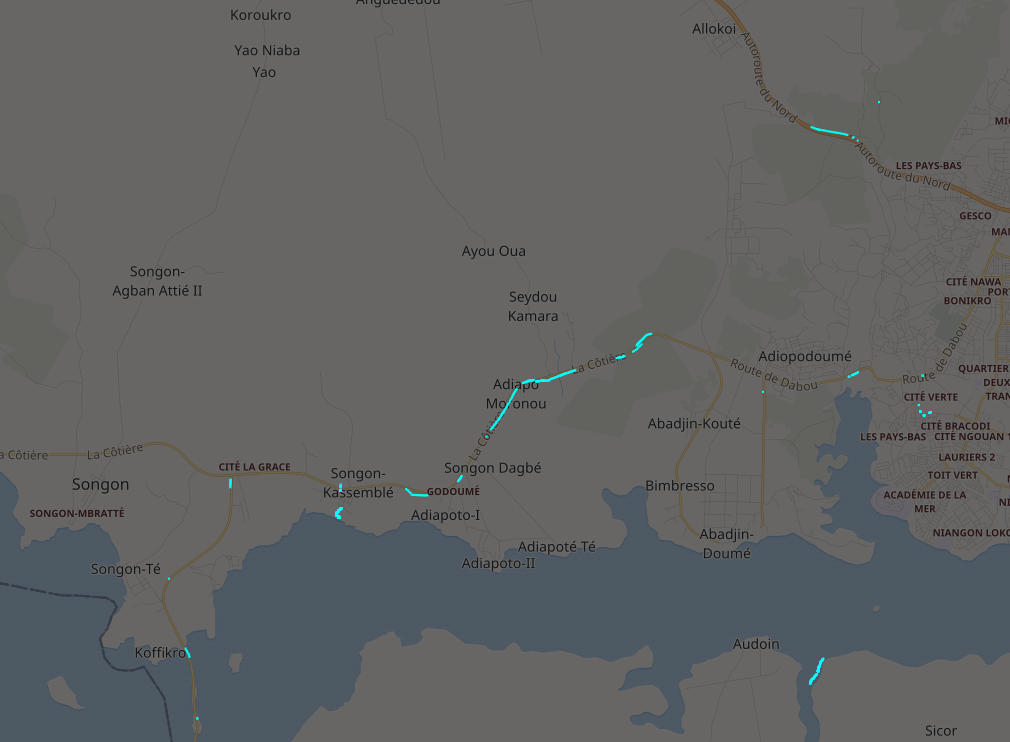 Koroukro
Yao Niaba
Yao
Allokoi
Autoroute du Nord
LES PAYS-BAS
Autoroute du Nord
GESCO
Ayou Oua
Songon-
Agban Attié II
CITÉ NAWA
BONIKRO
Seydou
Kamara
La Côtière
Adiopodoumé
Route de Dabou
Route de Dabou
QUARTIER
DEUX
Adiapo
Moronou
CITÉ VERTE
Abadjin-Kouté
CITÉ BRACODI
LES PAYS-BAS
CITÉ NGOUAN
La Côtière
La Côtière
CITÉ LA GRACE
Songon-
Kassemblé
Songon Dagbé
GODOUMÉ
LAURIERS 2
TOIT VERT
Songon
Bimbresso
ACADÉMIE DE LA
MER
SONGON-MBRATTÉ
Adiapoto-I
Abadjin-
Doumé
Adiapoté Té
Adiapoto-II
Songon-Té
Koffikro
Audoin
Sicor